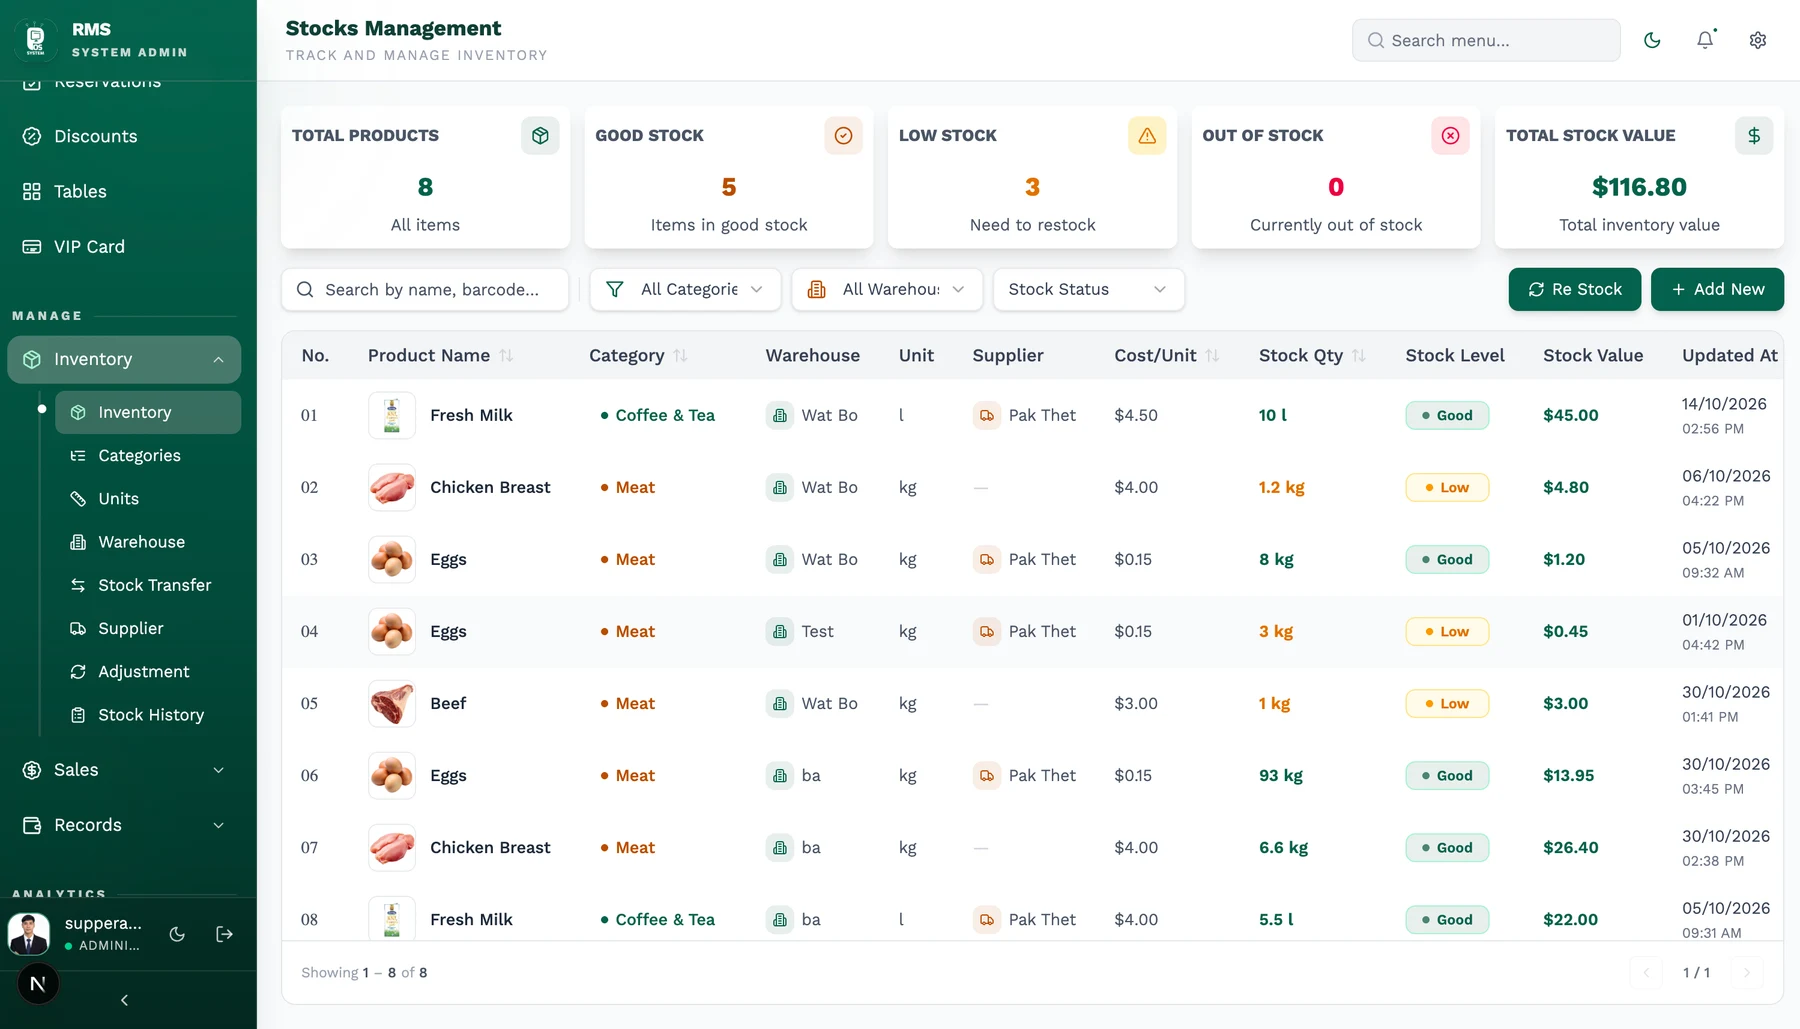 RMS
SYSTEM ADMIN
Reservations
Discounts
Tables
VIP Card
MANAGE
Inventory
Inventory
Categories
Units
Warehouse
Stock Transfer
Supplier
Adjustment
Stock History
Sales
Records
ANALYTICS
suppera...
ADMINI...
N
Stocks Management
TRACK AND MANAGE INVENTORY
Search menu...
TOTAL PRODUCTS
8
All items
GOOD STOCK
5
Items in good stock
LOW STOCK
3
Need to restock
OUT OF STOCK
0
Currently out of stock
TOTAL STOCK VALUE
$116.80
Total inventory value
Search by name, barcode...
All Categorie
All Warehou
Stock Status
Re Stock
+ Add New
No. Product Name Category Warehouse Unit Supplier Cost/Unit Stock Qty Stock Level Stock Value Updated At
01 Fresh Milk Coffee & Tea Wat Bo l Pak Thet $4.50 10 l Good $45.00 14/10/2026 02:56 PM
02 Chicken Breast Meat Wat Bo kg — $4.00 1.2 kg Low $4.80 06/10/2026 04:22 PM
03 Eggs Meat Wat Bo kg Pak Thet $0.15 8 kg Good $1.20 05/10/2026 09:32 AM
04 Eggs Meat Test kg Pak Thet $0.15 3 kg Low $0.45 01/10/2026 04:42 PM
05 Beef Meat Wat Bo kg — $3.00 1 kg Low $3.00 30/10/2026 01:41 PM
06 Eggs Meat ba kg Pak Thet $0.15 93 kg Good $13.95 30/10/2026 03:45 PM
07 Chicken Breast Meat ba kg — $4.00 6.6 kg Good $26.40 30/10/2026 02:38 PM
08 Fresh Milk Coffee & Tea ba l Pak Thet $4.00 5.5 l Good $22.00 05/10/2026 09:31 AM
Showing 1 – 8 of 8
1 / 1